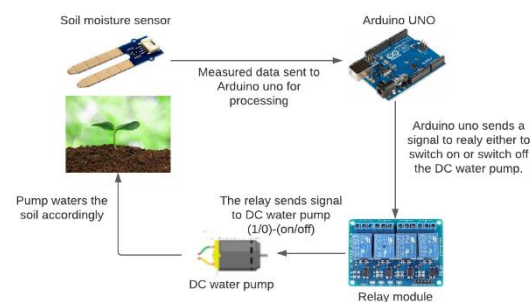 Soil moisture sensor
Arduino UNO
Measured data sent to
Arduino uno for
processing
Arduino uno sends a
signal to realy either to
switch on or switch off
the DC water pump.
Pump waters the
soil accordingly
The relay sends signal
to DC water pump
(1/0)-(on/off)
DC water pump
Relay module